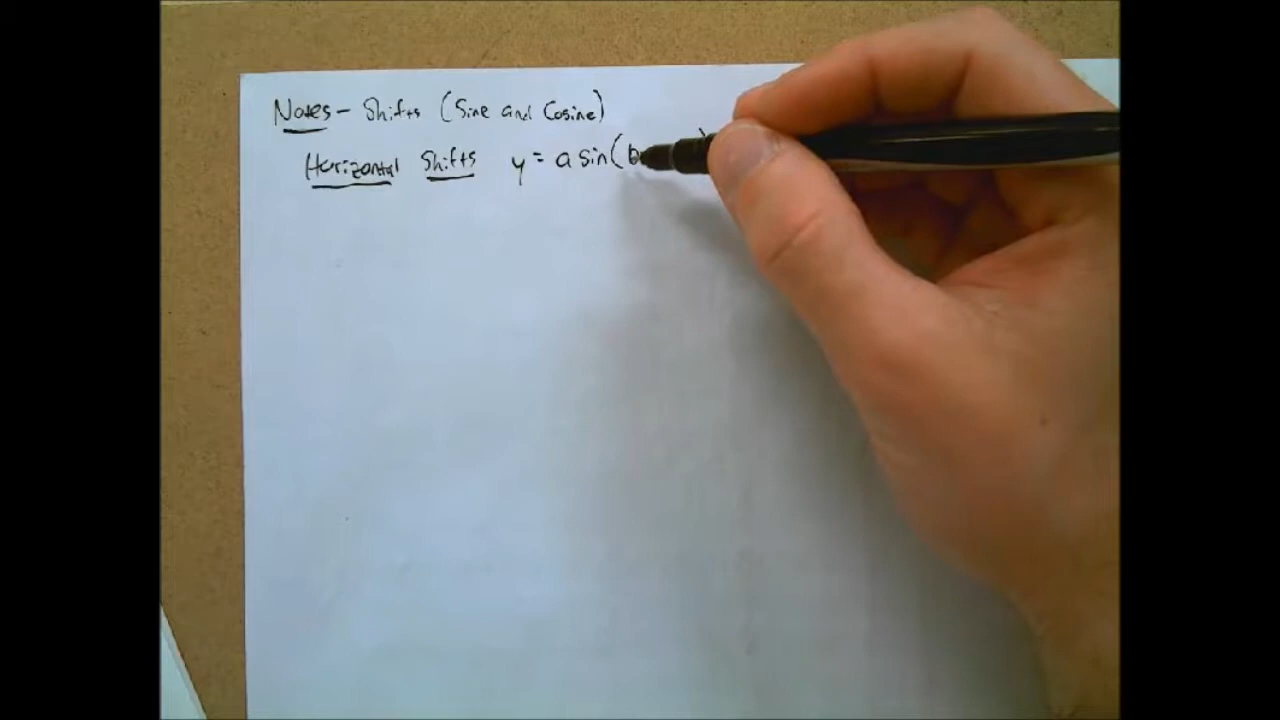 Notes - Shifts (Sine and Cosine)
Horizontal Shifts y = a sin(b )